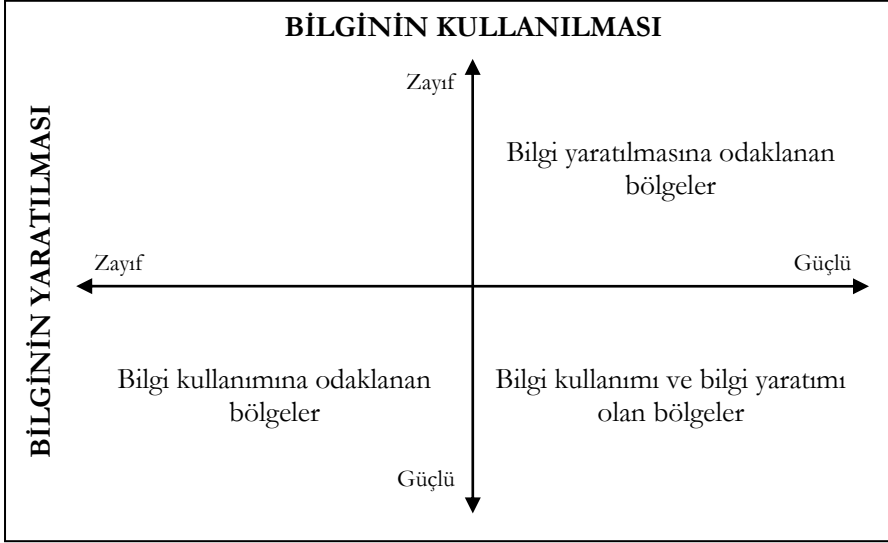 BİLGİNİN KULLANILMASI
BİLGİNİN YARATILMASI
Zayıf
Bilgi yaratılmasına odaklanan
bölgeler
Zayıf
Güçlü
Bilgi kullanımına odaklanan
bölgeler
Bilgi kullanımı ve bilgi yaratımı
olan bölgeler
Güçlü